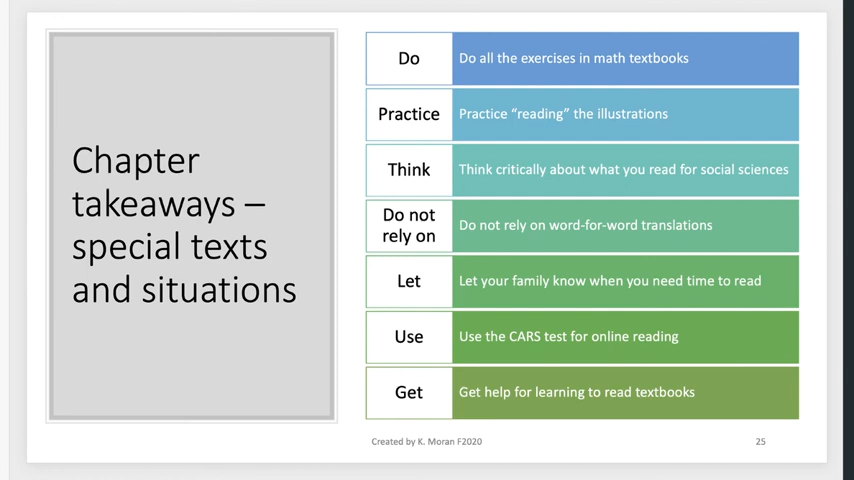 Chapter
takeaways –
special texts
and situations
Do
Do all the exercises in math textbooks
Practice
Practice “reading” the illustrations
Think
Think critically about what you read for social sciences
Do not
rely on
Do not rely on word-for-word translations
Let
Let your family know when you need time to read
Use
Use the CARS test for online reading
Get
Get help for learning to read textbooks
Created by K. Moran F2020
25